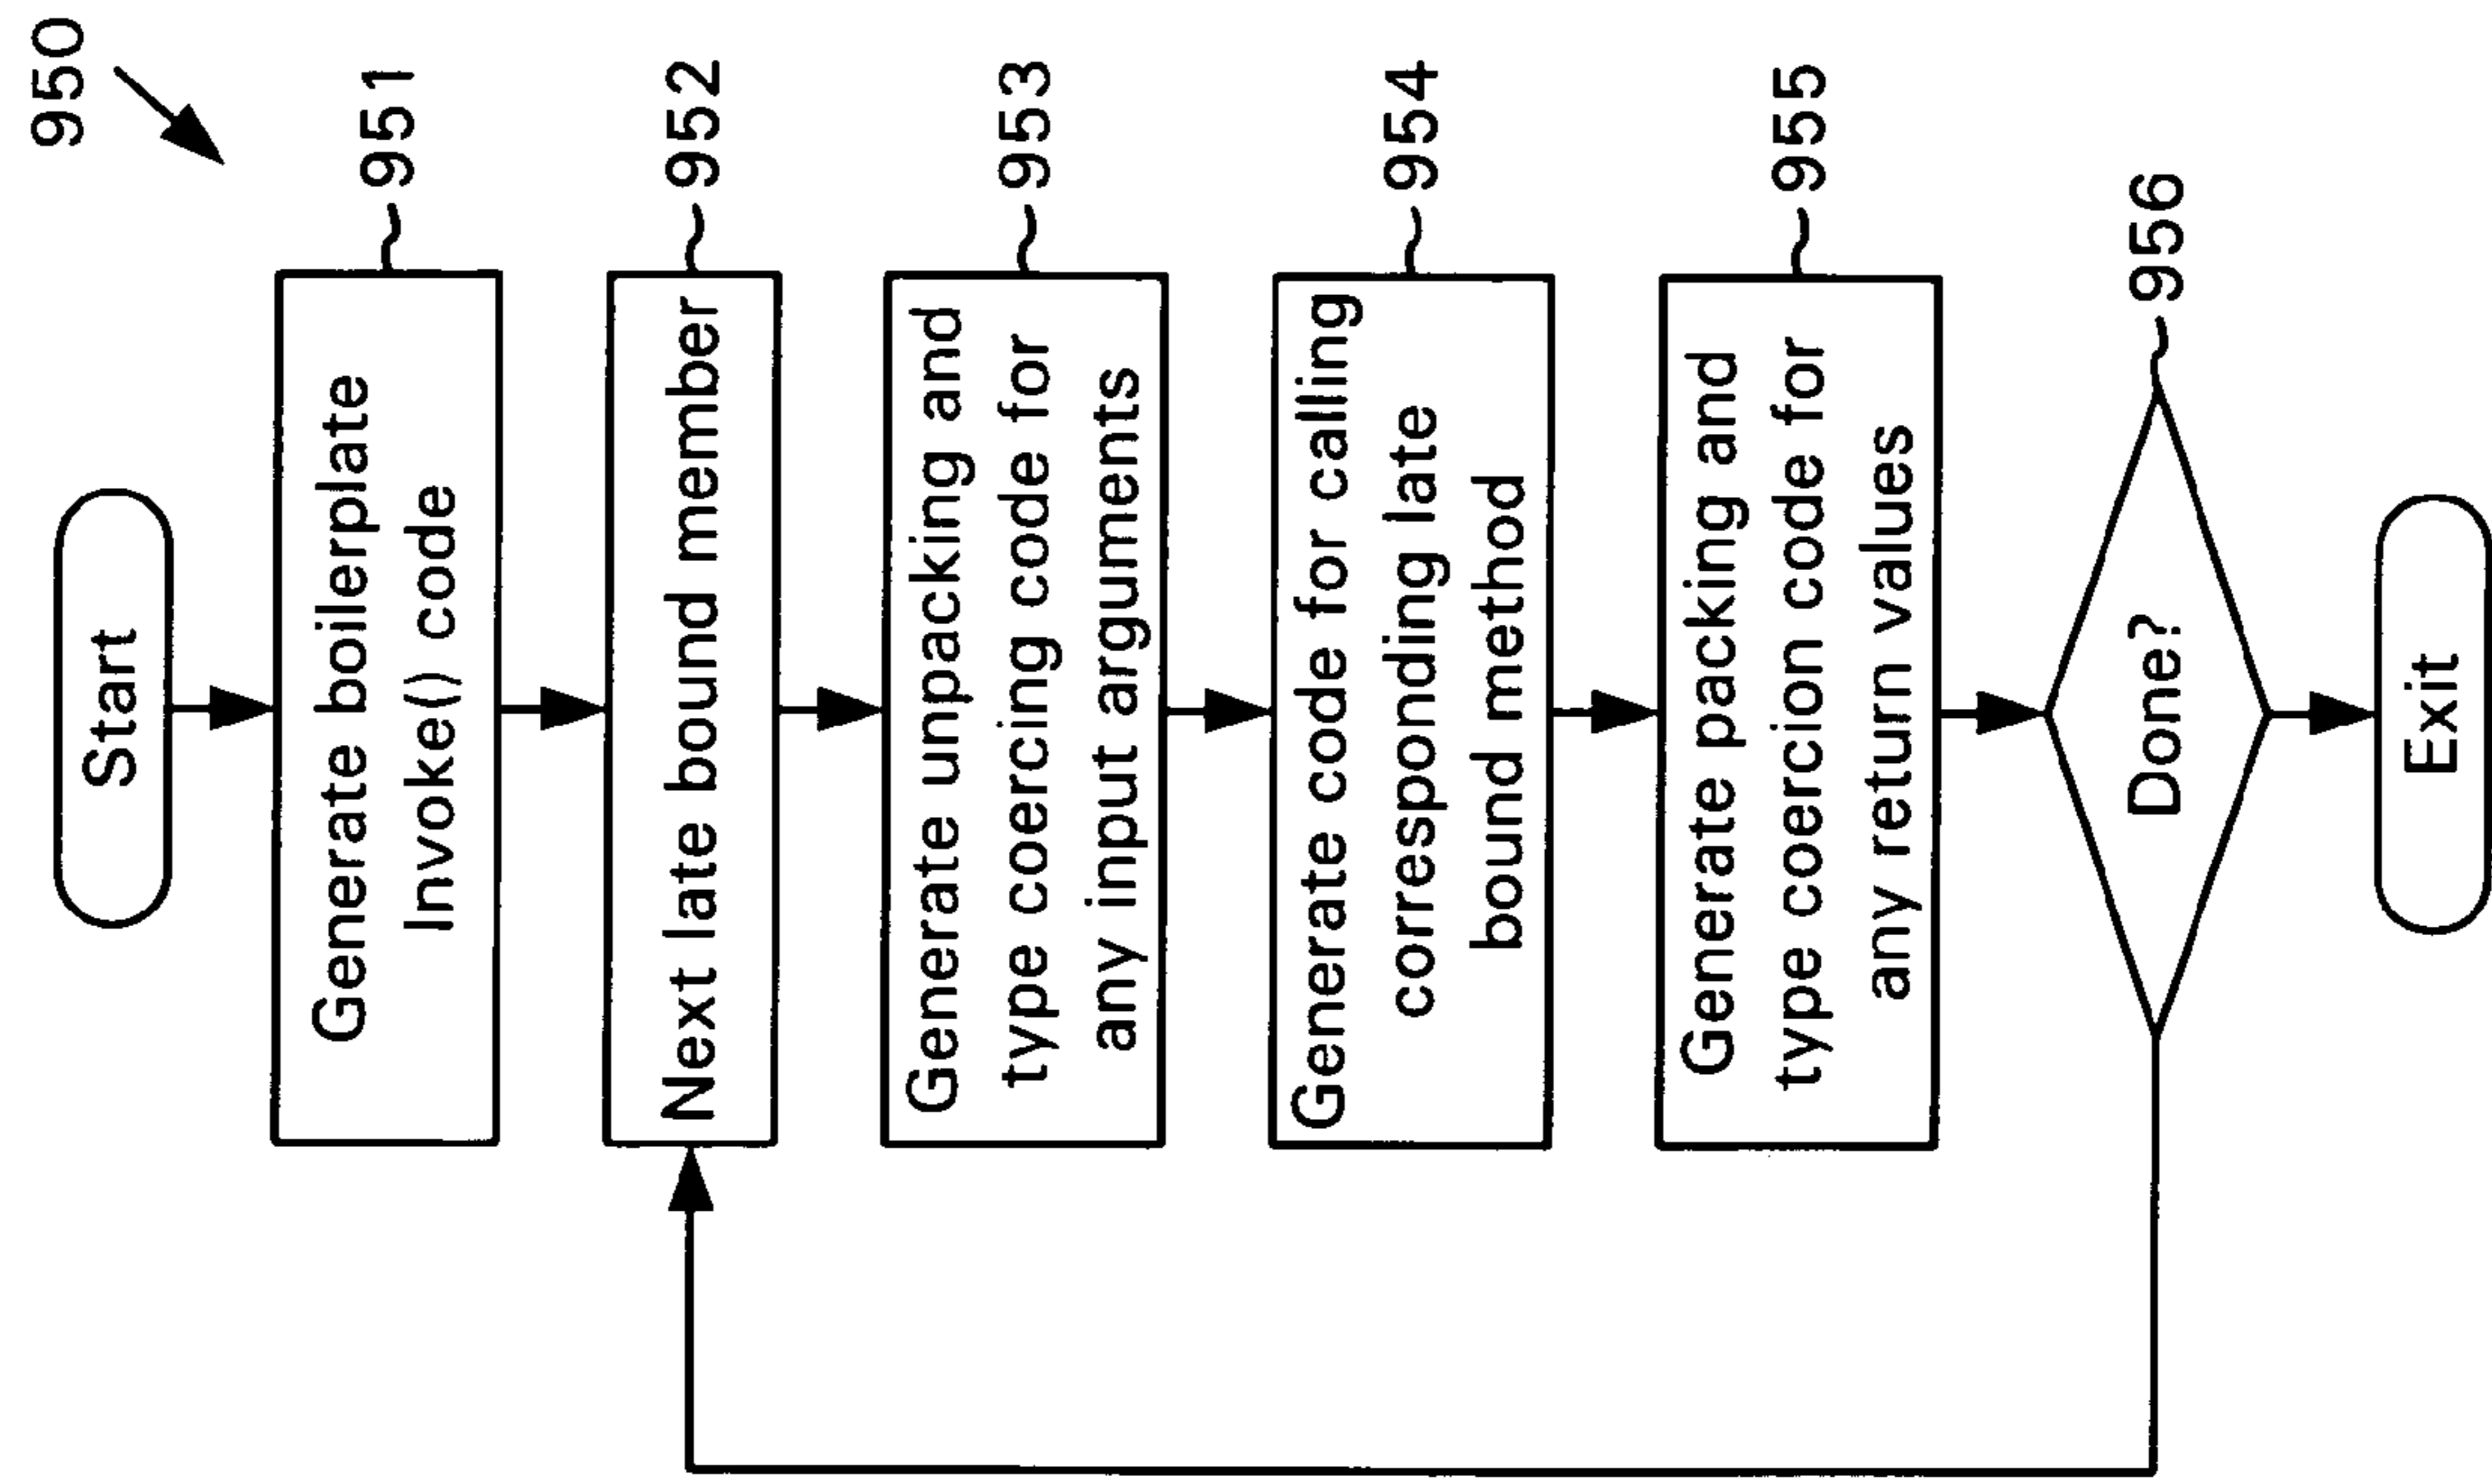 950
Start
Generate boilerplate
Invoke() code
951
Next late bound member
952
Generate unpacking and
type coercing code for
any input arguments
953
Generate code for calling
corresponding late
bound method
954
Generate packing and
type coercion code for
any return values
955
Done?
956
Exit